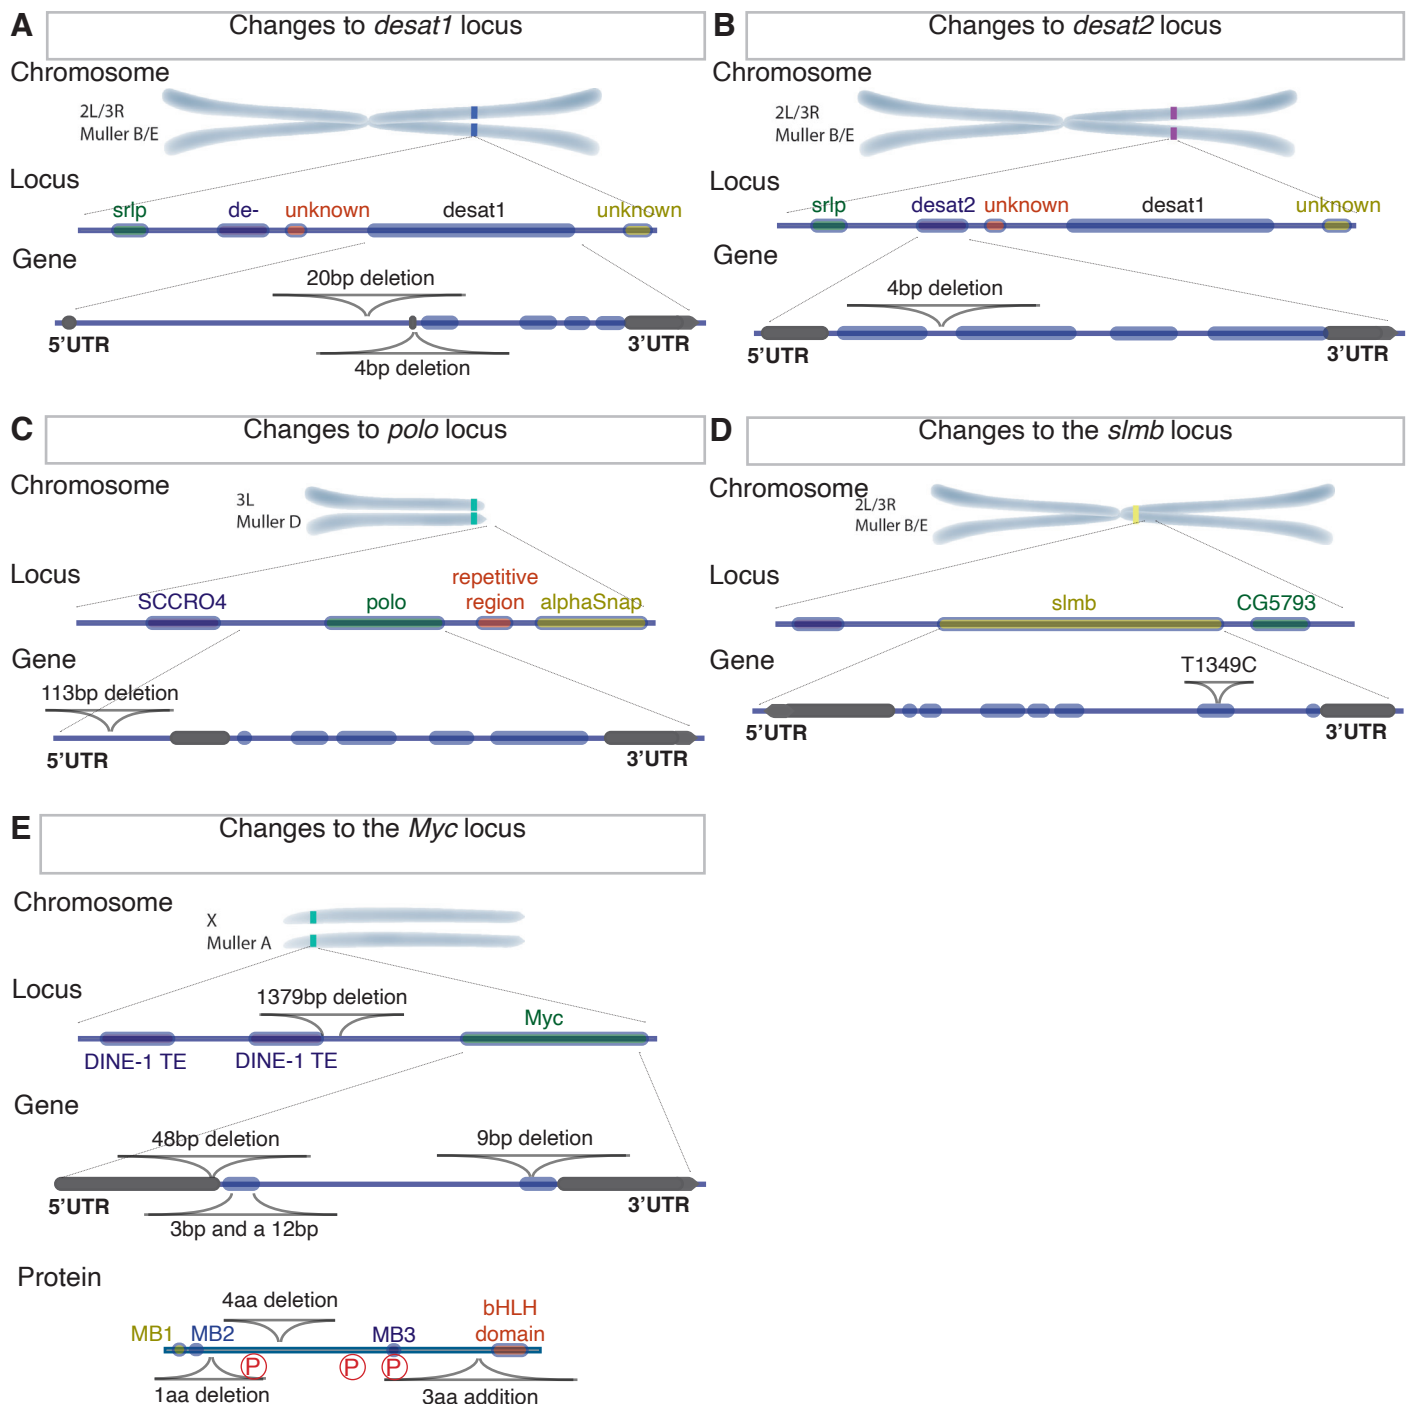 A
Changes to desat1 locus
Chromosome
2L/3R
Muller B/E
Locus
srlp
de-
unknown
desat1
unknown
Gene
20bp deletion
5'UTR
3'UTR
4bp deletion
B
Changes to desat2 locus
Chromosome
2L/3R
Muller B/E
Locus
srlp
desat2
unknown
desat1
unknown
Gene
4bp deletion
5'UTR
3'UTR
C
Changes to polo locus
Chromosome
3L
Muller D
Locus
SCCRO4
polo
repetitive
region
alphaSnap
Gene
113bp deletion
5'UTR
3'UTR
D
Changes to the slmb locus
Chromosome
2L/3R
Muller B/E
Locus
slmb
CG5793
Gene
T1349C
5'UTR
3'UTR
E
Changes to the Myc locus
Chromosome
X
Muller A
Locus
1379bp deletion
Myc
DINE-1 TE
DINE-1 TE
Gene
48bp deletion
9bp deletion
5'UTR
3'UTR
3bp and a 12bp
Protein
4aa deletion
bHLH
domain
MB1
MB2
MB3
P
P
P
1aa deletion
3aa addition